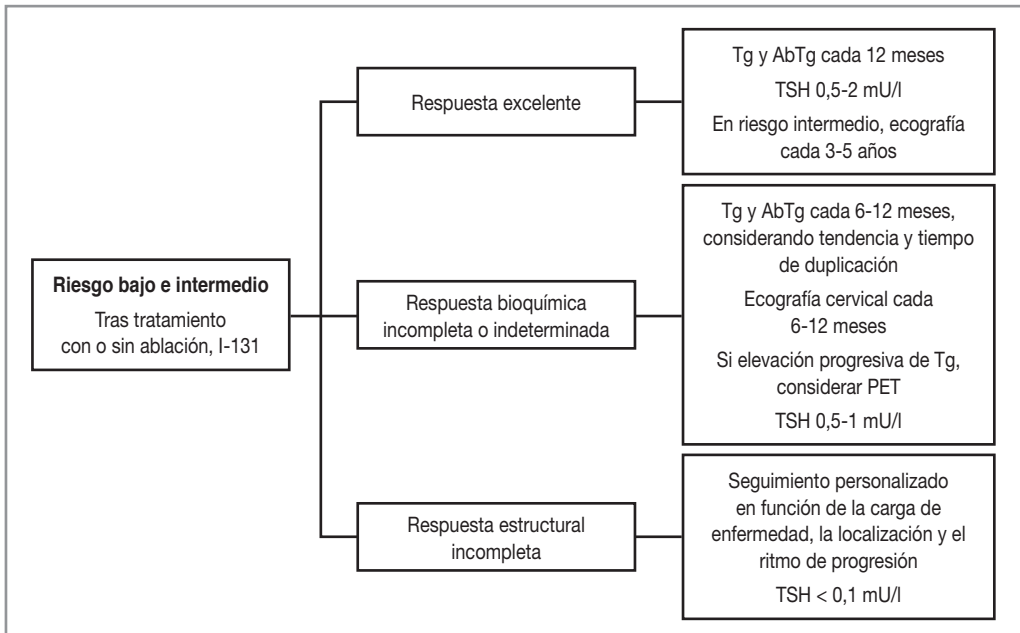 Riesgo bajo e intermedio
Tras tratamiento
con o sin ablación, I-131
Respuesta excelente
Tg y AbTg cada 12 meses
TSH 0,5-2 mU/l
En riesgo intermedio, ecografía
cada 3-5 años
Respuesta bioquímica
incompleta o indeterminada
Tg y AbTg cada 6-12 meses,
considerando tendencia y tiempo
de duplicación
Ecografía cervical cada
6-12 meses
Si elevación progresiva de Tg,
considerar PET
TSH 0,5-1 mU/l
Respuesta estructural
incompleta
Seguimiento personalizado
en función de la carga de
enfermedad, la localización y el
ritmo de progresión
TSH < 0,1 mU/l